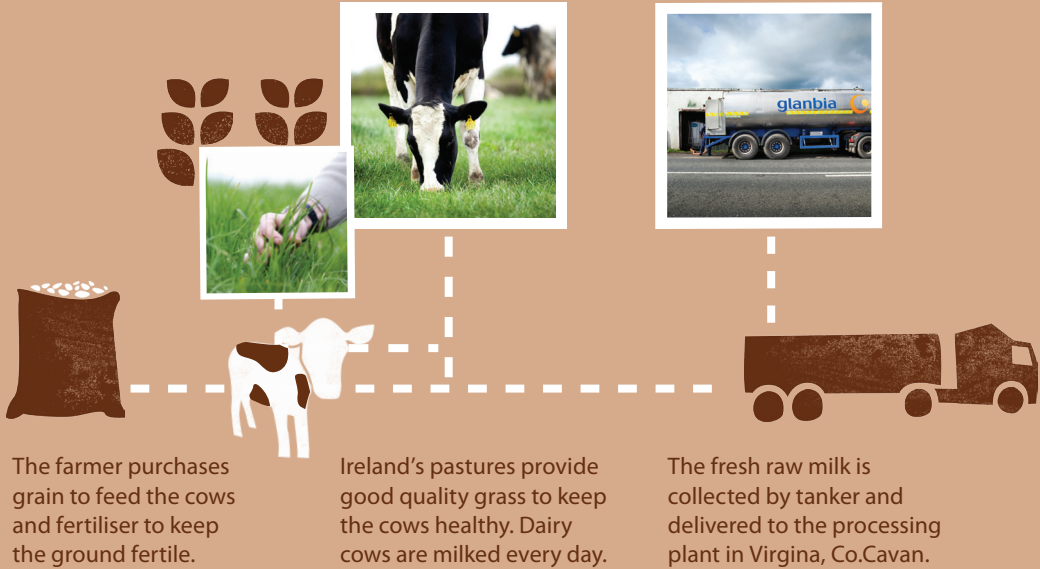 glanbia
The farmer purchases
grain to feed the cows
and fertiliser to keep
the ground fertile.
Ireland’s pastures provide
good quality grass to keep
the cows healthy. Dairy
cows are milked every day.
The fresh raw milk is
collected by tanker and
delivered to the processing
plant in Virgina, Co.Cavan.